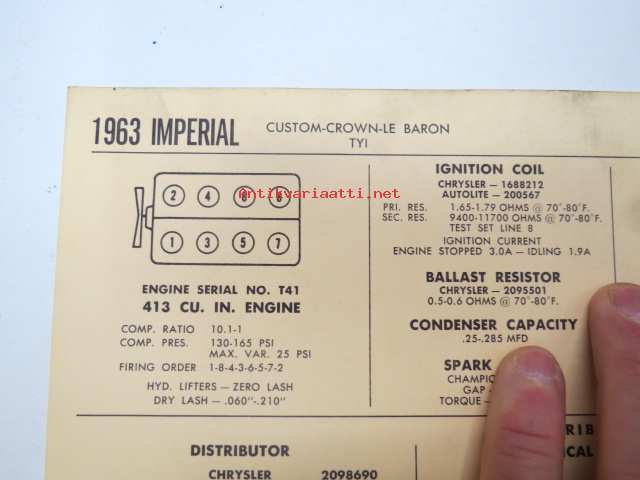 1963 IMPERIAL
CUSTOM-CROWN-LE BARON
TYI
2 4 6 8
1 3 5 7
antikvariaatti.net
ENGINE SERIAL NO. T41
413 CU. IN. ENGINE
COMP. RATIO 10.1-1
COMP. PRES. 130-165 PSI
MAX. VAR. 25 PSI
FIRING ORDER 1-8-4-3-6-5-7-2
HYD. LIFTERS — ZERO LASH
DRY LASH — .060"-.210"
IGNITION COIL
CHRYSLER — 1688212
AUTOLITE — 200567
PRI. RES. 1.65-1.79 OHMS @ 70°-80°F.
SEC. RES. 9400-11700 OHMS @ 70°-80°F.
TEST SET LINE 8
IGNITION CURRENT
ENGINE STOPPED 3.0A — IDLING 1.9A
BALLAST RESISTOR
CHRYSLER — 2095501
0.5-0.6 OHMS @ 70°-80°F.
CONDENSER CAPACITY
.25-.285 MFD
SPARK
GAP -
TORQUE -
DISTRIBUTOR
CHRYSLER 2098690